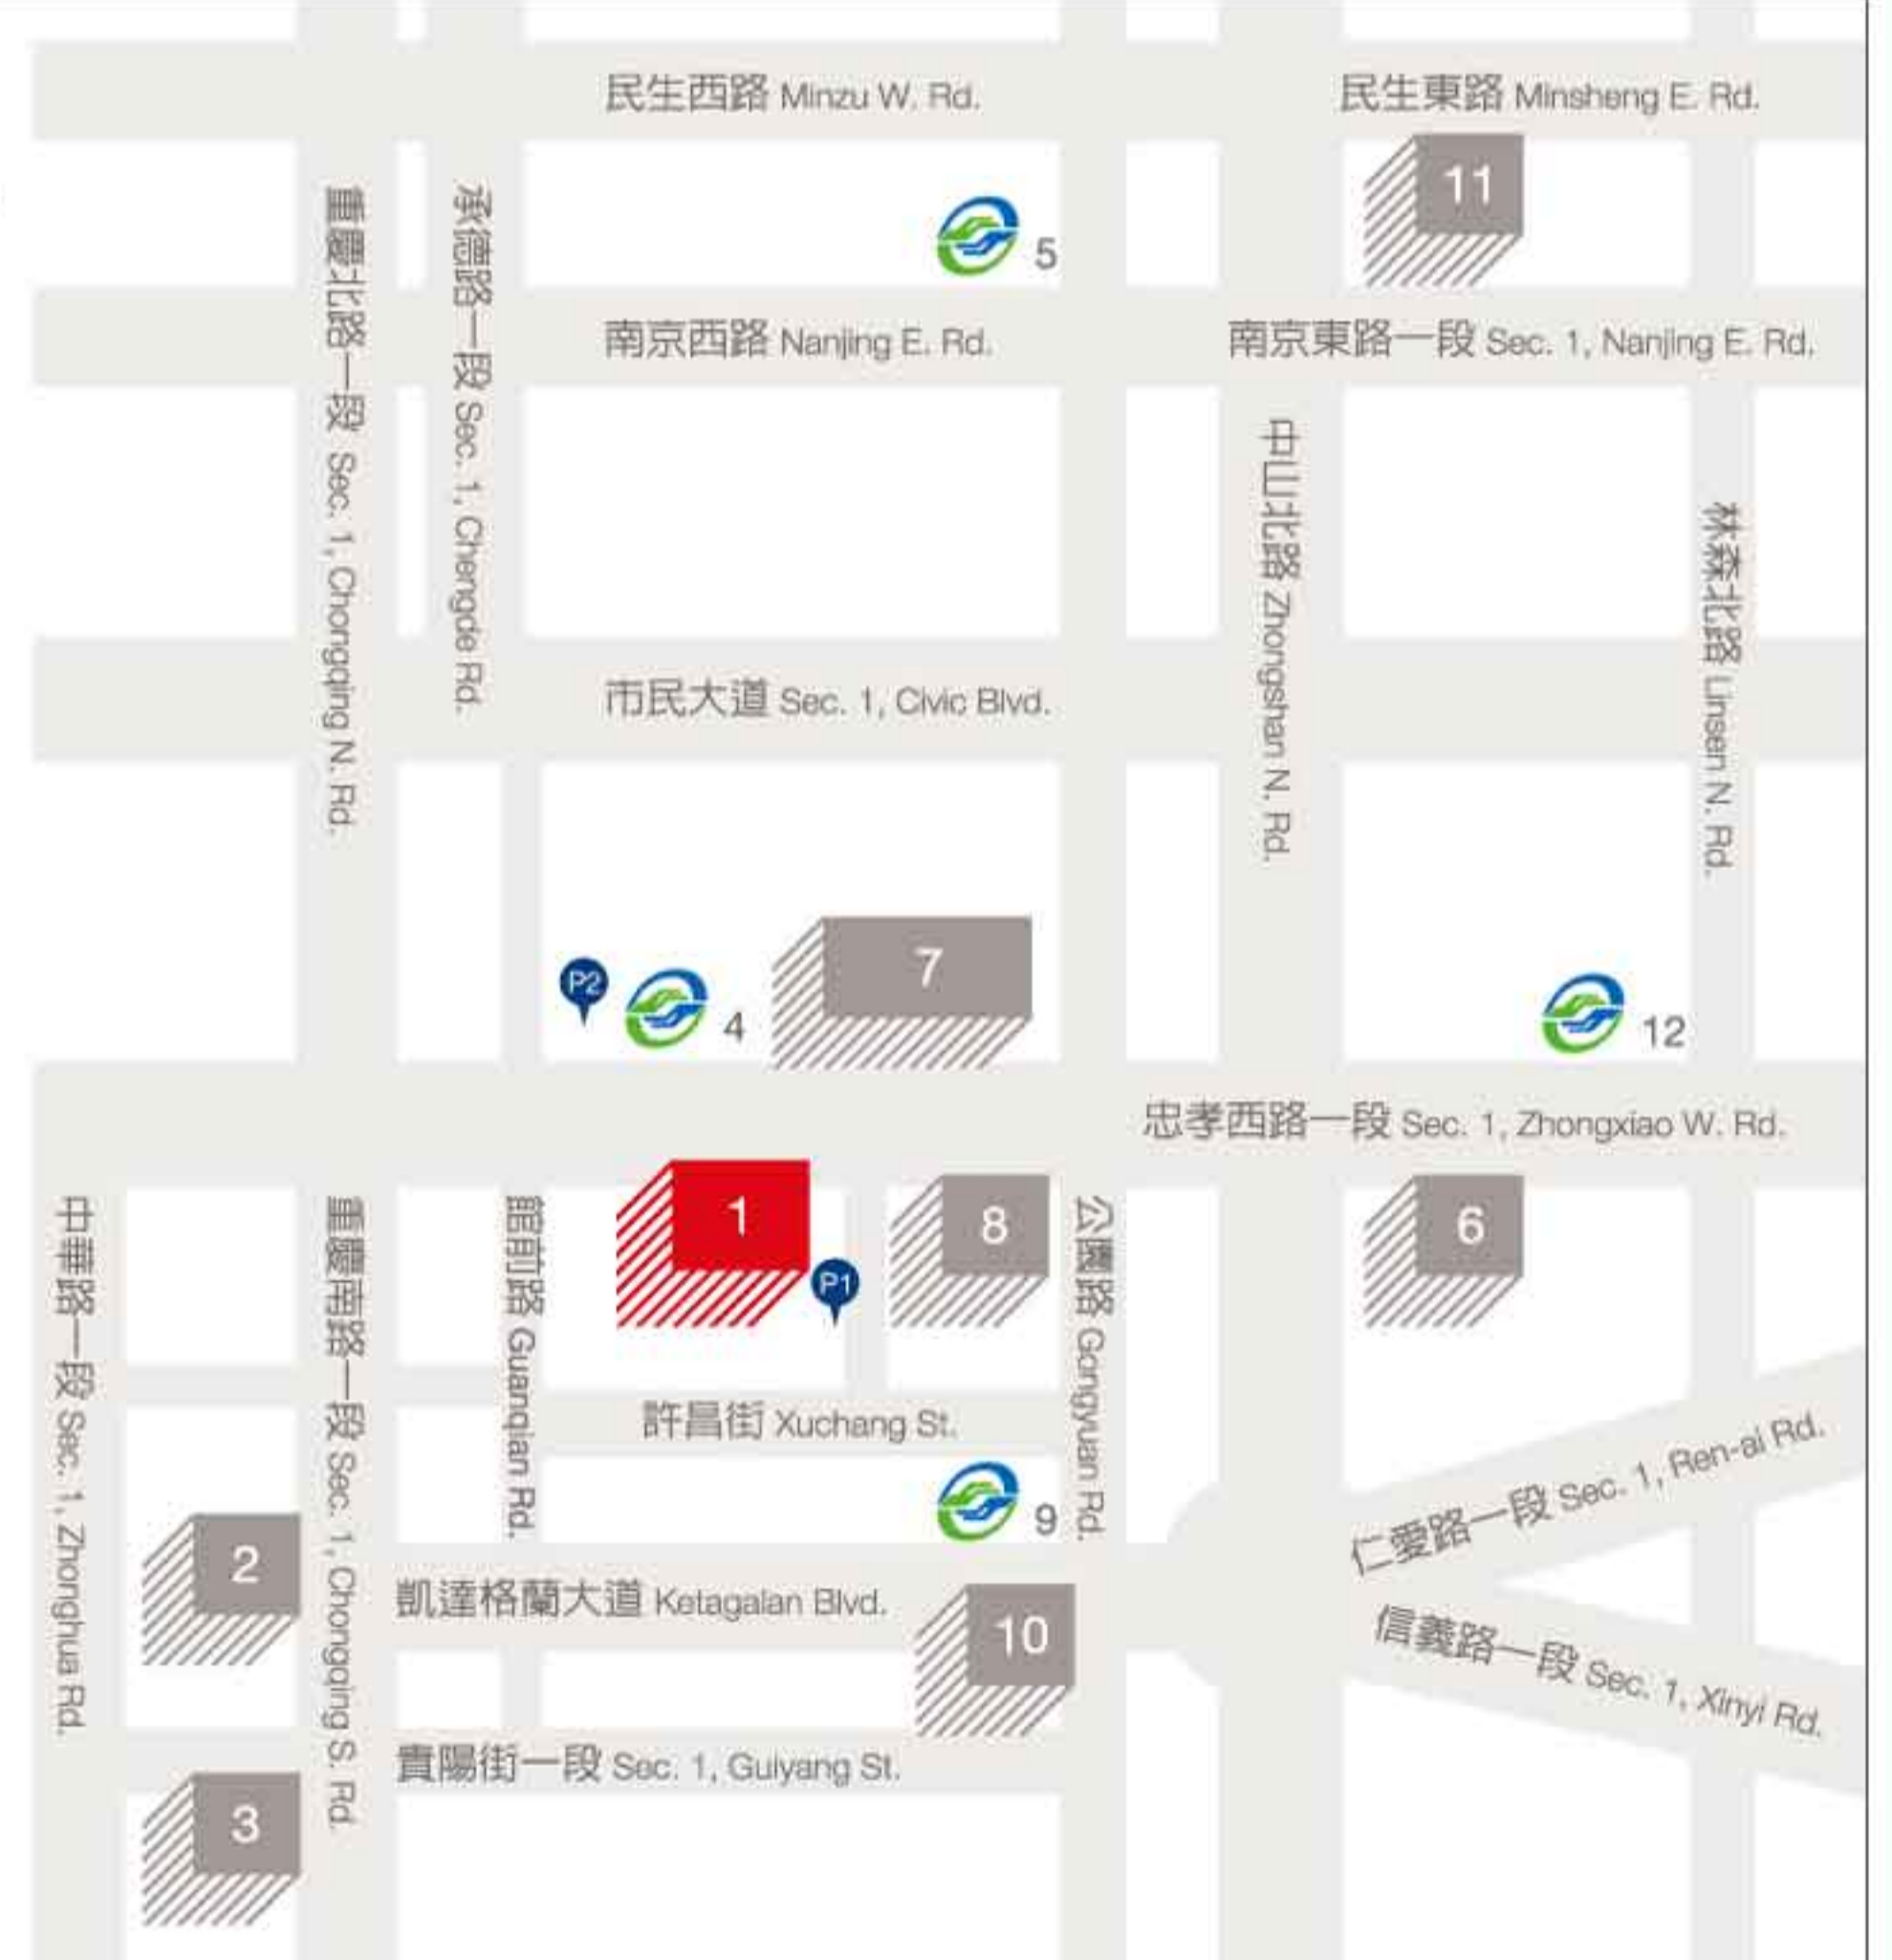 民生西路 Minzu W. Rd.
民生東路 Minsheng E. Rd.
11
5
重慶北路一段 Sec. 1, Chongqing N. Rd.
承德路一段 Sec. 1, Chengde Rd.
南京西路 Nanjing E. Rd.
南京東路一段 Sec. 1, Nanjing E. Rd.
中山北路 Zhongshan N. Rd.
林森北路 Linsen N. Rd.
市民大道 Sec. 1, Civic Blvd.
7
P2
4
12
忠孝西路一段 Sec. 1, Zhongxiao W. Rd.
中華路一段 Sec. 1, Zhonghua Rd.
重慶南路一段 Sec. 1, Chongqing S. Rd.
館前路 Guanqian Rd.
1
P1
8
公園路 Gongyuan Rd.
6
許昌街 Xuchang St.
9
仁愛路一段 Sec. 1, Ren-ai Rd.
2
凱達格蘭大道 Ketagalan Blvd.
10
信義路一段 Sec. 1, Xinyi Rd.
貴陽街一段 Sec. 1, Guiyang St.
3